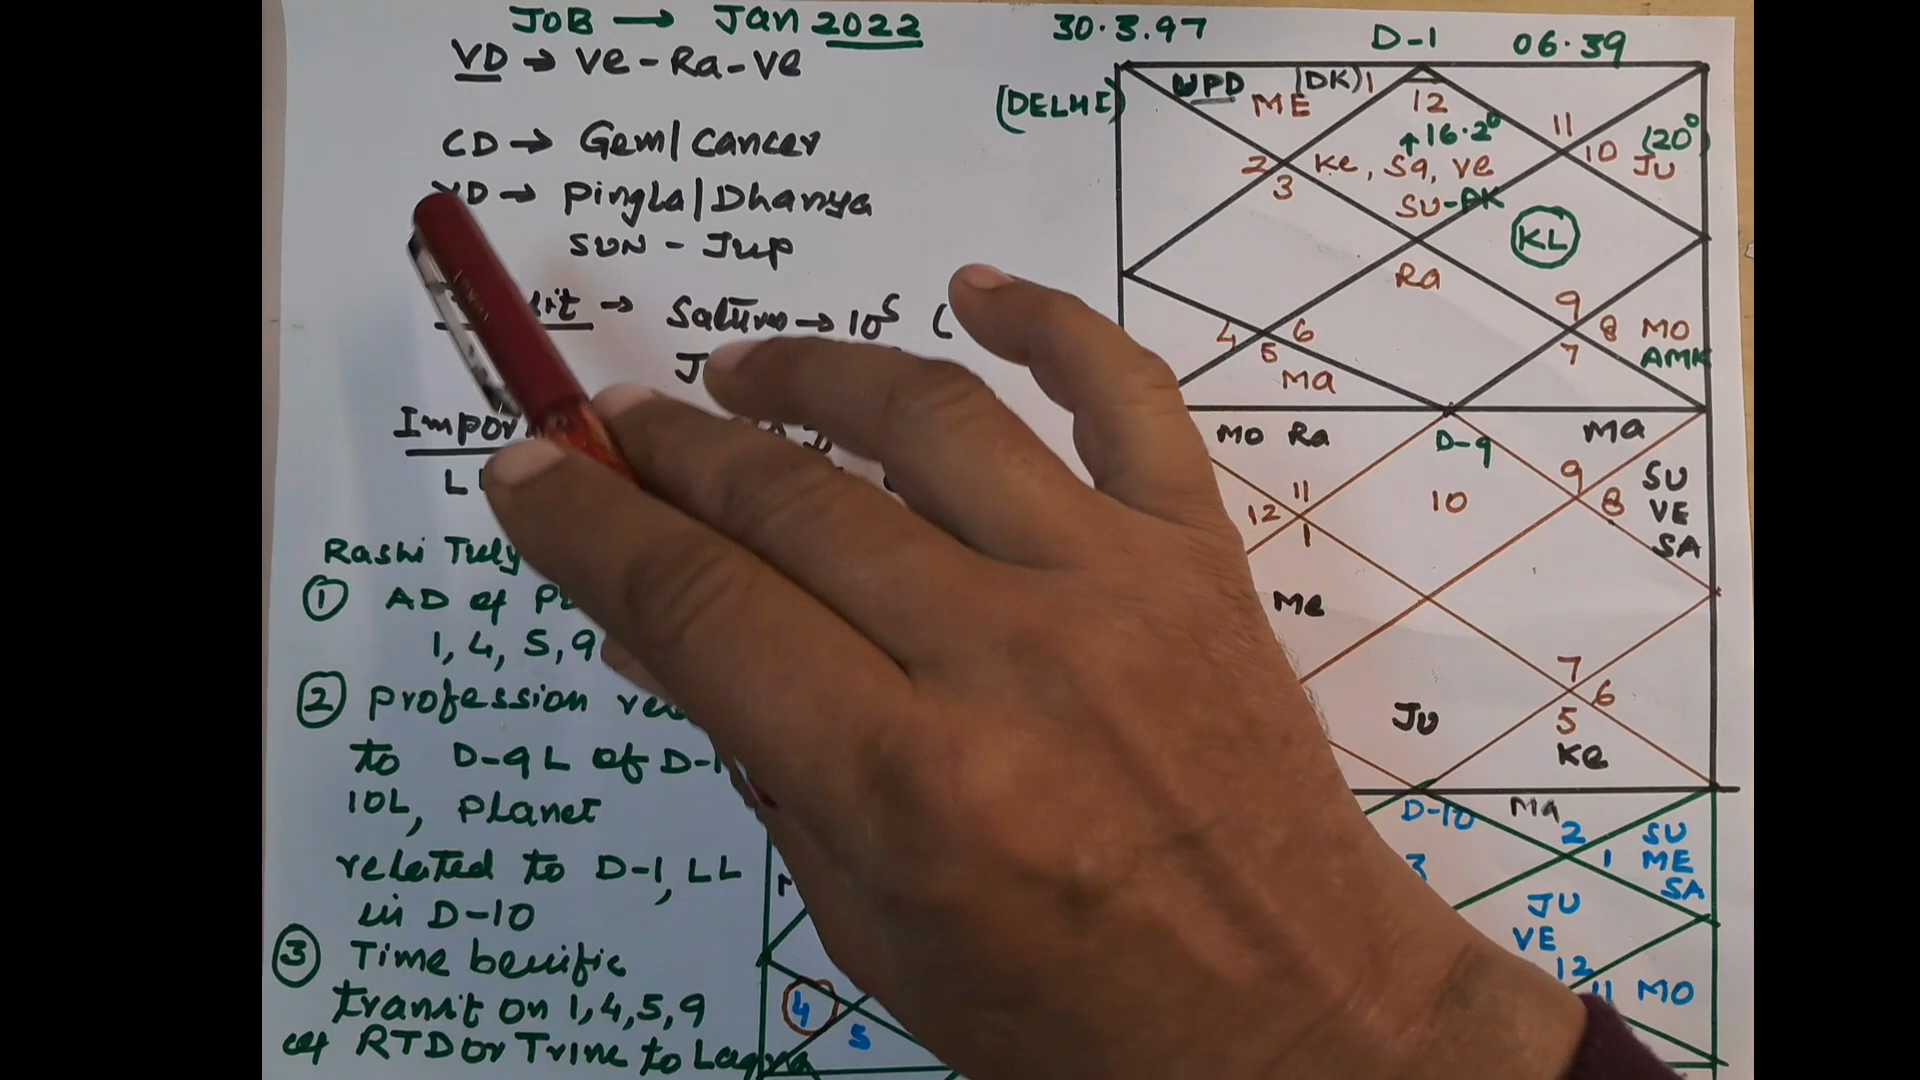 JOB → Jan 2022
VD → Ve - Ra - Ve
CD → Gem/Cancer
YD → Pingla/Dhanya
SUN - Jup
→ Saturn → 10
Rashi Tuly
① AD of
1, 4, 5, 9
② profession
to D-9L of D-1
10L, planet
related to D-1, LL
in D-10
③ Time benific
transit on 1, 4, 5, 9
of RTD or Trine to Lagna
30.3.97 D-1 06.39
(DELHI)
UPD (DK) 1
ME
12
↑16.2°
11
(20°)
10
JU
2
3
Ke, Sa, Ve
SU-AK
KL
Ra
9
8
MO
AMK
7
4
6
5
Ma
MO Ra
D-9
Ma
9
SU
8
VE
SA
10
11
12
1
Me
7
6
5
JU
Ke
D-10
Ma
2
SU
1
ME
SA
3
JU
VE
12
11
MO
4
5